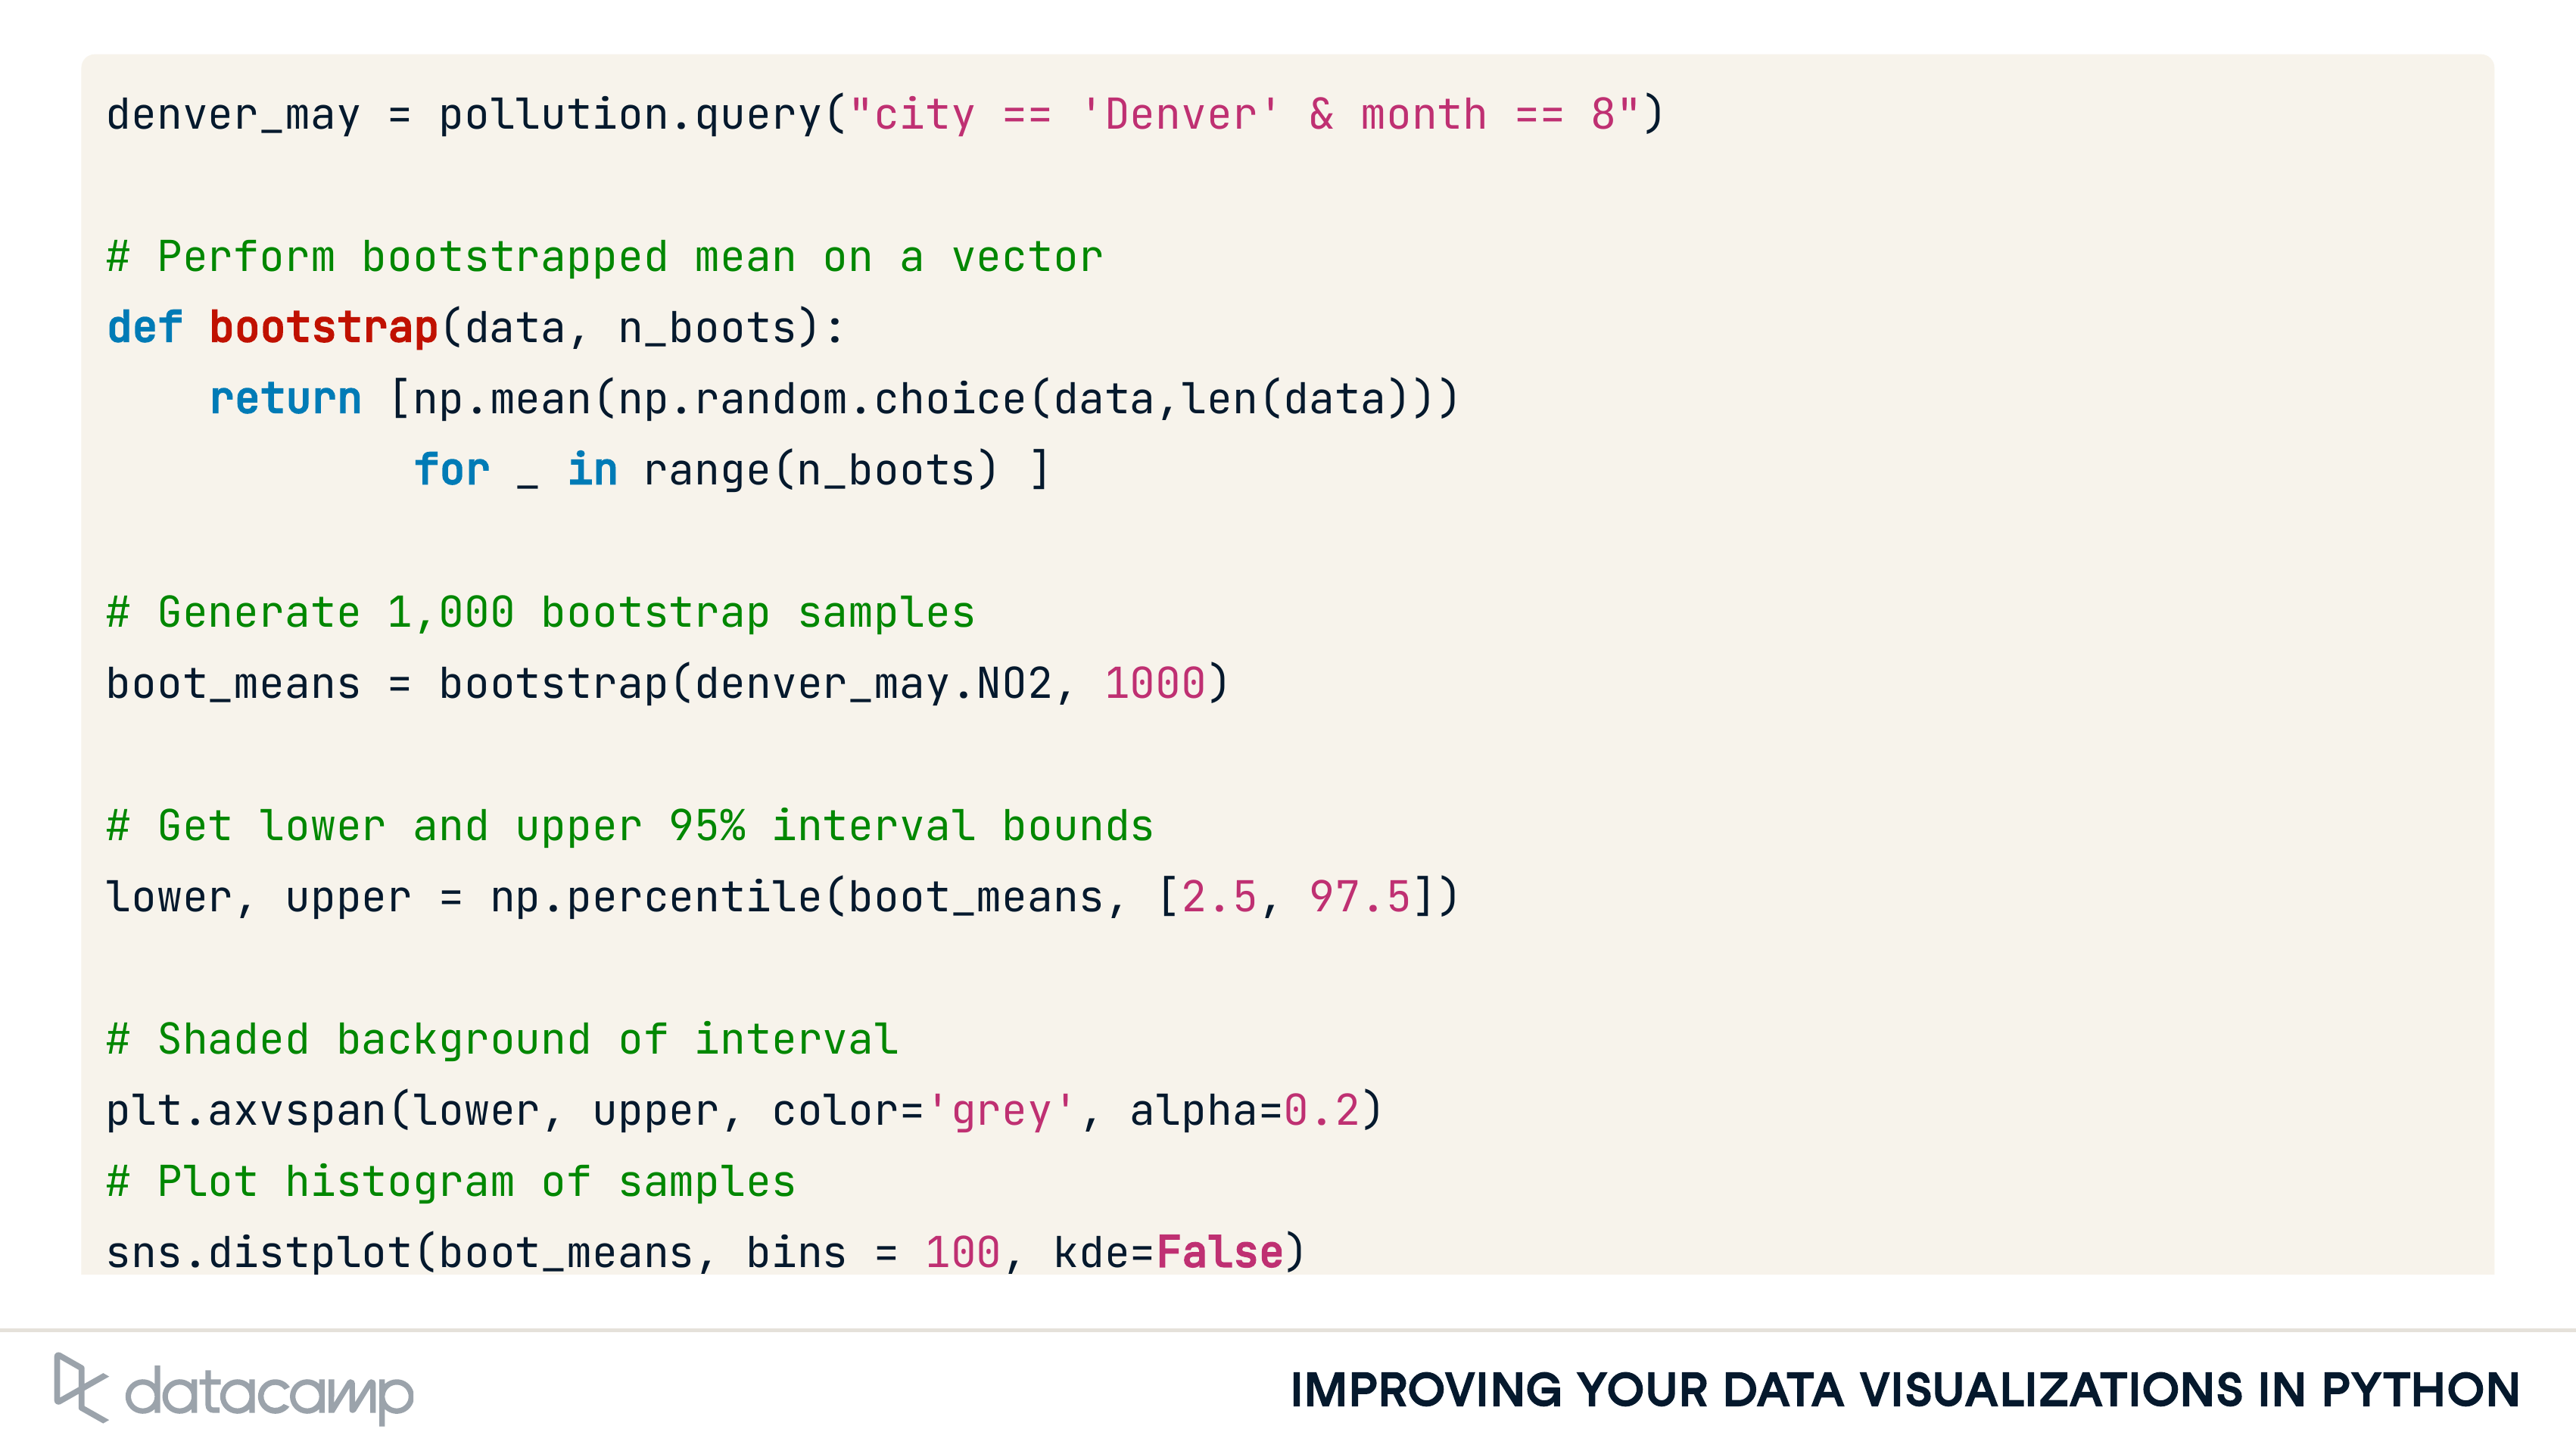 denver_may = pollution.query("city == 'Denver' & month == 8")
# Perform bootstrapped mean on a vector
def bootstrap(data, n_boots):
    return [np.mean(np.random.choice(data,len(data)))
            for _ in range(n_boots) ]
# Generate 1,000 bootstrap samples
boot_means = bootstrap(denver_may.NO2, 1000)
# Get lower and upper 95% interval bounds
lower, upper = np.percentile(boot_means, [2.5, 97.5])
# Shaded background of interval
plt.axvspan(lower, upper, color='grey', alpha=0.2)
# Plot histogram of samples
sns.distplot(boot_means, bins = 100, kde=False)
datacamp
IMPROVING YOUR DATA VISUALIZATIONS IN PYTHON